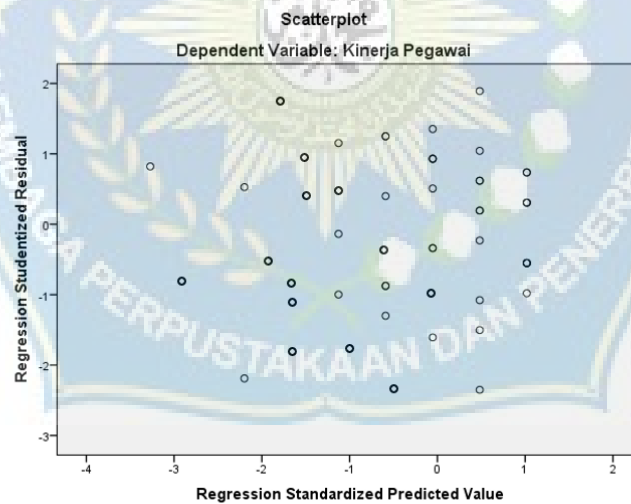 Scatterplot
Dependent Variable: Kinerja Pegawai
Regression Studentized Residual
2
1
0
-1
-2
-3
-4 -3 -2 -1 0 1 2
Regression Standardized Predicted Value
PERPUSTAKAAN DAN